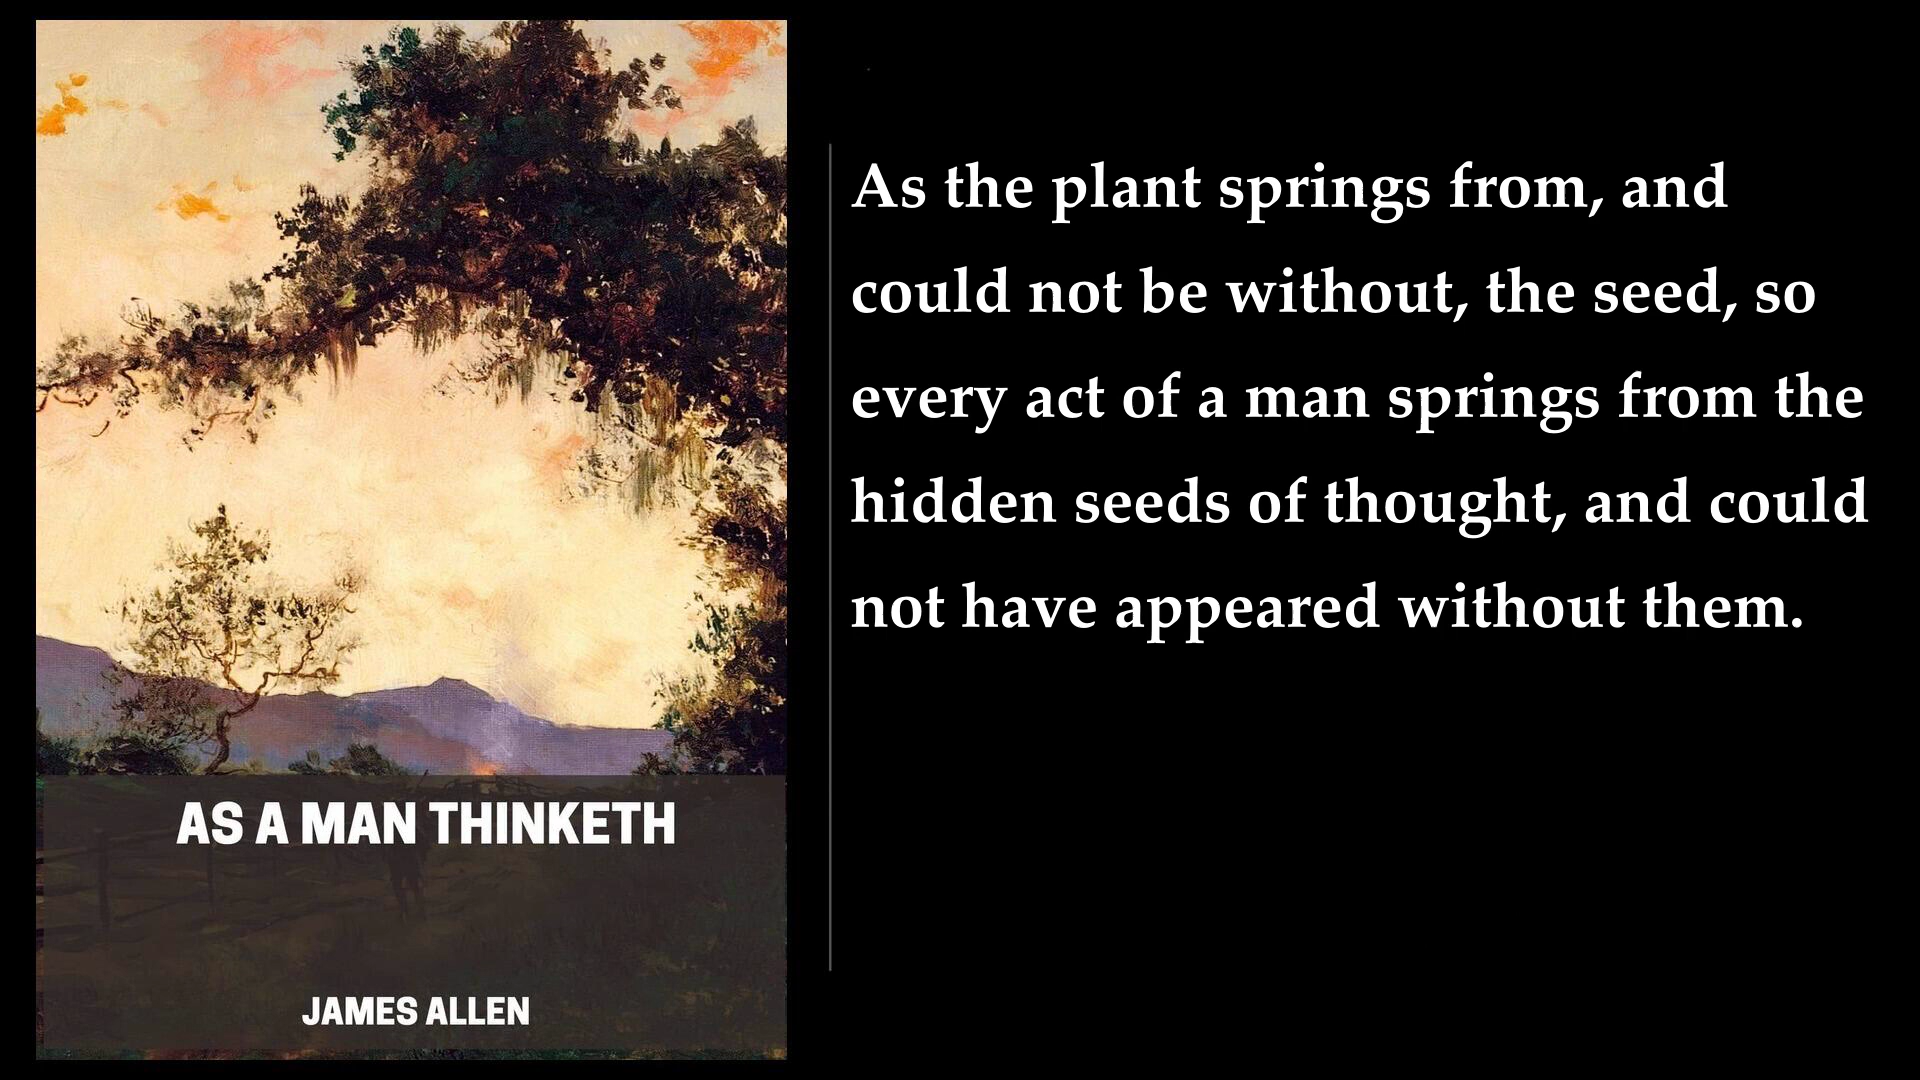 AS A MAN THINKETH
JAMES ALLEN
As the plant springs from, and
could not be without, the seed, so
every act of a man springs from the
hidden seeds of thought, and could
not have appeared without them.